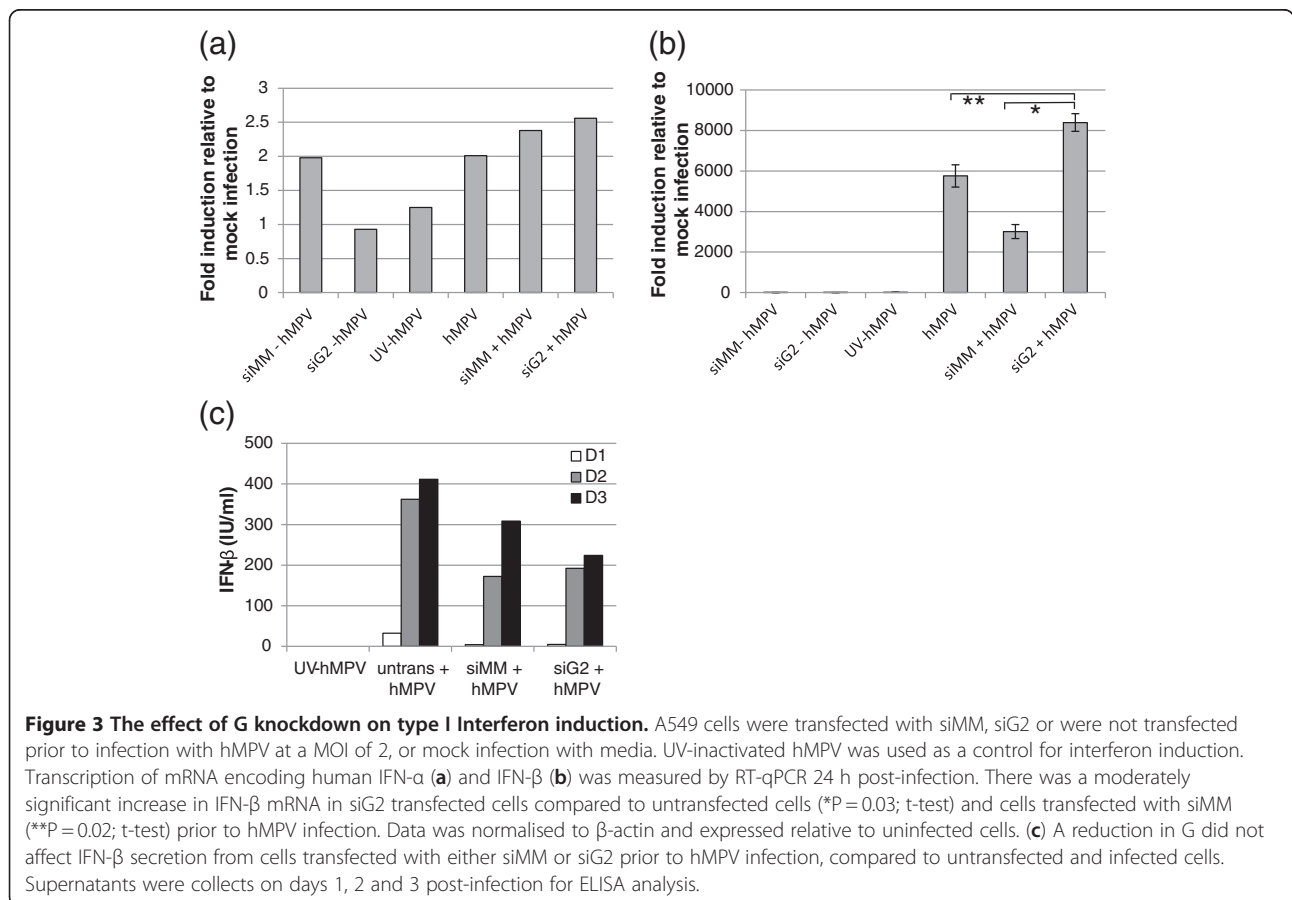 (a)
Fold induction relative to
mock infection
3
2.5
2
1.5
1
0.5
0
siMM - hMPV
siG2 -hMPV
UV-hMPV
hMPV
siMM + hMPV
siG2 + hMPV
(b)
Fold induction relative to
mock infection
10000
8000
6000
4000
2000
0
**
*
siMM- hMPV
siG2 - hMPV
UV-hMPV
hMPV
siMM + hMPV
siG2 + hMPV
(c)
IFN-β (IU/ml)
500
400
300
200
100
0
D1
D2
D3
UV-hMPV
untrans +
hMPV
siMM +
hMPV
siG2 +
hMPV
Figure 3 The effect of G knockdown on type I Interferon induction. A549 cells were transfected with siMM, siG2 or were not transfected
prior to infection with hMPV at a MOI of 2, or mock infection with media. UV-inactivated hMPV was used as a control for interferon induction.
Transcription of mRNA encoding human IFN-α (a) and IFN-β (b) was measured by RT-qPCR 24 h post-infection. There was a moderately
significant increase in IFN-β mRNA in siG2 transfected cells compared to untransfected cells (*P = 0.03; t-test) and cells transfected with siMM
(**P = 0.02; t-test) prior to hMPV infection. Data was normalised to β-actin and expressed relative to uninfected cells. (c) A reduction in G did not
affect IFN-β secretion from cells transfected with either siMM or siG2 prior to hMPV infection, compared to untransfected and infected cells.
Supernatants were collects on days 1, 2 and 3 post-infection for ELISA analysis.